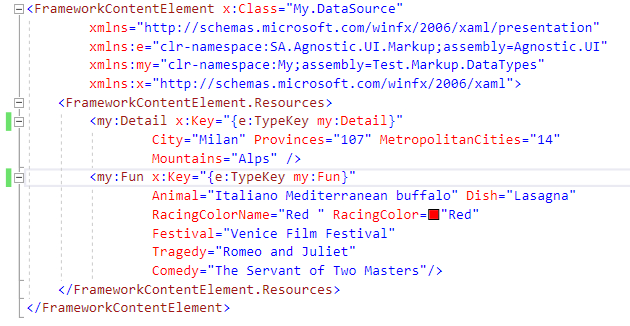 <FrameworkContentElement x:Class="My.DataSource"
xmlns="http://schemas.microsoft.com/winfx/2006/xaml/presentation"
xmlns:e="clr-namespace:SA.Agnostic.UI.Markup;assembly=Agnostic.UI"
xmlns:my="clr-namespace:My;assembly=Test.Markup.DataTypes"
xmlns:x="http://schemas.microsoft.com/winfx/2006/xaml">
<FrameworkContentElement.Resources>
<my:Detail x:Key="{e:TypeKey my:Detail}"
City="Milan" Provinces="107" MetropolitanCities="14"
Mountains="Alps" />
<my:Fun x:Key="{e:TypeKey my:Fun}"
Animal="Italiano Mediterranean buffalo" Dish="Lasagna"
RacingColorName="Red " RacingColor="Red"
Festival="Venice Film Festival"
Tragedy="Romeo and Juliet"
Comedy="The Servant of Two Masters"/>
</FrameworkContentElement.Resources>
</FrameworkContentElement>